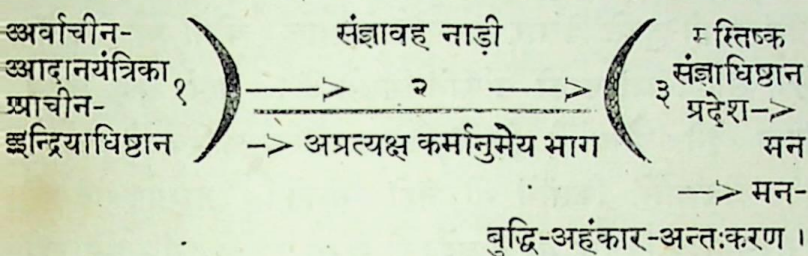 अर्वाचीन- संज्ञावह नाड़ी मस्तिष्क
आदानयंत्रिका १ —> २ —> ३ संज्ञाधिष्ठान
प्राचीन- प्रदेश->
इन्द्रियाधिष्ठान -> अप्रत्यक्ष कर्मानुमेय भाग मन
—> मन-
बुद्धि-अहंकार-अन्तःकरण ।